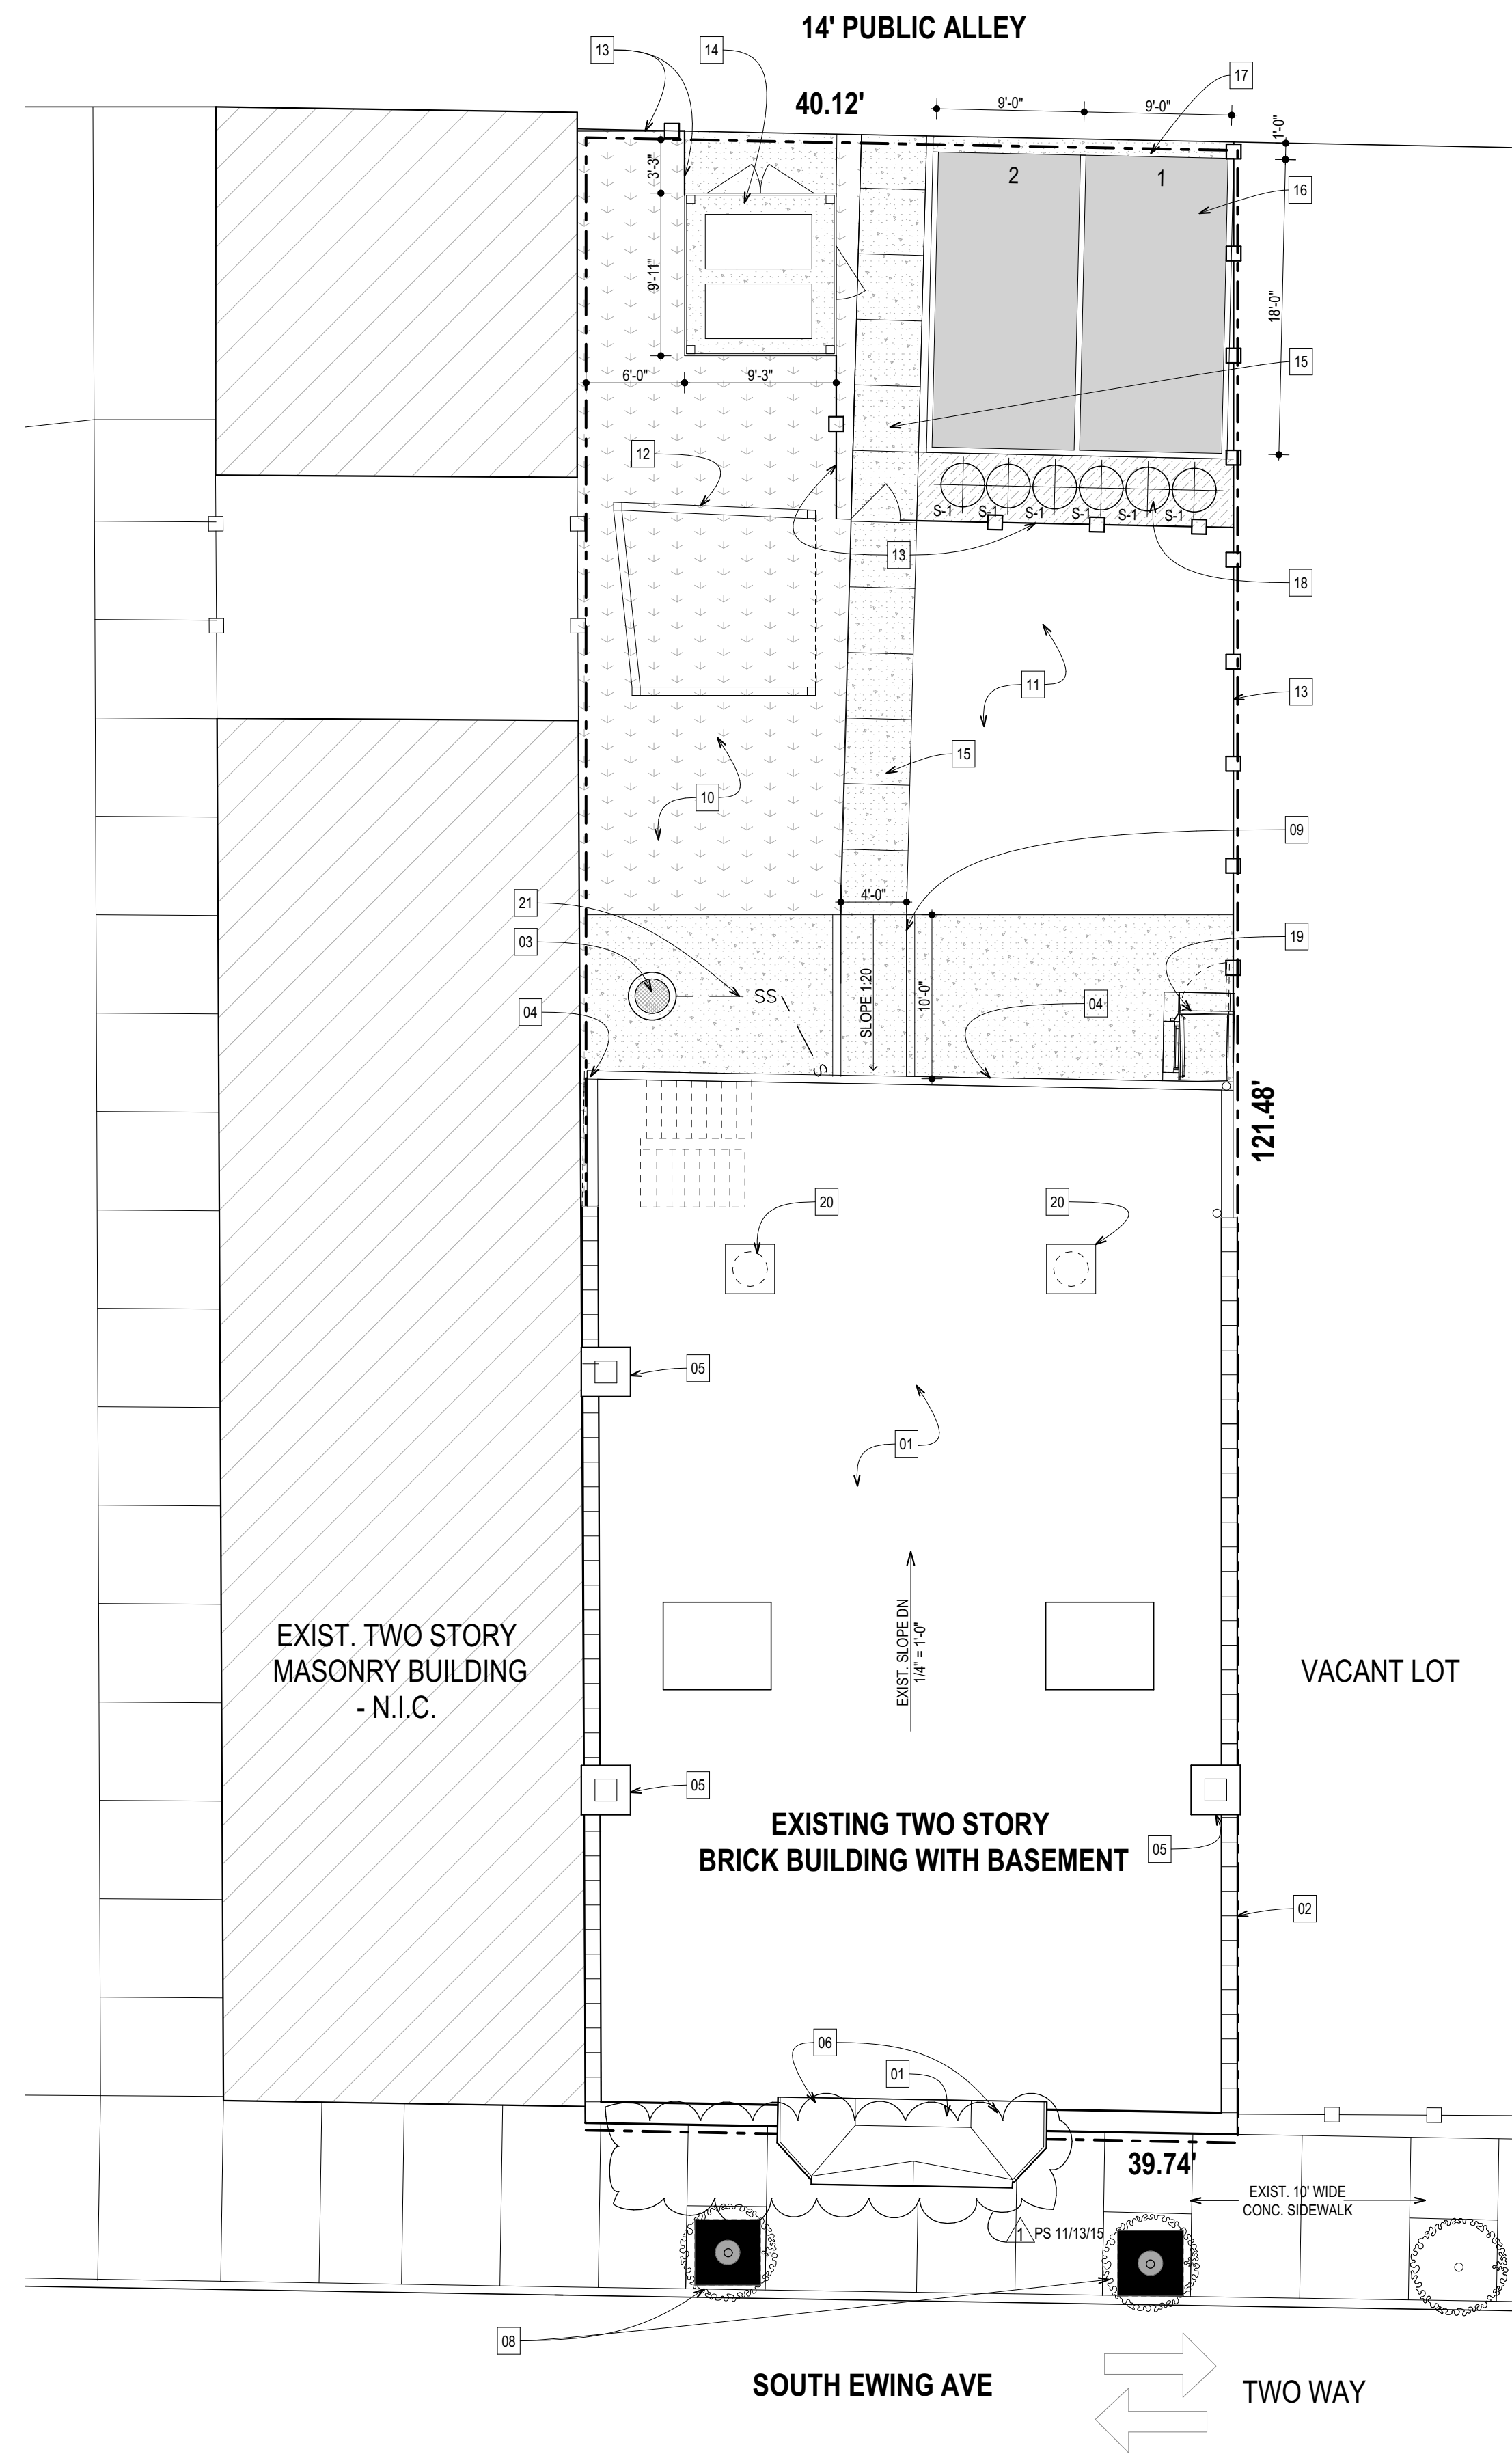 14' PUBLIC ALLEY
13
14
17
40.12'
9'-0"
9'-0"
1'-0"
3'-3"
2
1
16
9'-11"
18'-0"
15
6'-0"
9'-3"
12
S-1
S-1
S-1
S-1
S-1
S-1
13
18
11
13
15
10
09
21
4'-0"
03
19
SS
SLOPE 1:20
10'-0"
04
04
S
121.48'
20
20
05
01
EXIST. SLOPE DN
1/4" = 1'-0"
EXIST. TWO STORY
MASONRY BUILDING
- N.I.C.
VACANT LOT
05
EXISTING TWO STORY
BRICK BUILDING WITH BASEMENT
05
02
06
01
39.74'
EXIST. 10' WIDE
CONC. SIDEWALK
1
PS 11/13/15
08
SOUTH EWING AVE
TWO WAY